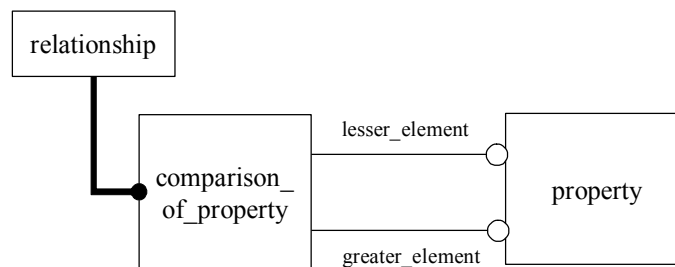 relationship
lesser_element
comparison_
of_property
property
greater_element